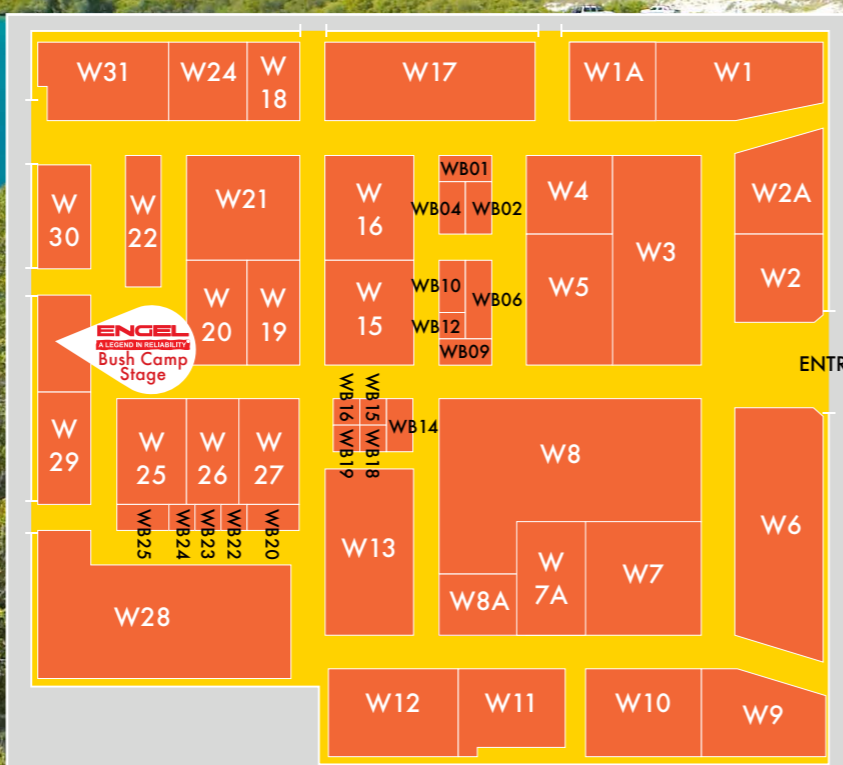 W31
W24
W
18
W17
W1A
W1
W
30
W
22
W21
W
16
WB01
WB04
WB02
W4
W3
W2A
W
20
W
19
W
15
WB10
WB06
WB12
WB09
W5
W2
ENGEL
A LEGEND IN RELIABILITY
Bush Camp
Stage
ENTR
W
29
W
25
W
26
W
27
WB16
WB15
WB14
WB19
WB18
W8
W6
WB25
WB24
WB23
WB22
WB20
W13
W8A
W
7A
W7
W28
W12
W11
W10
W9